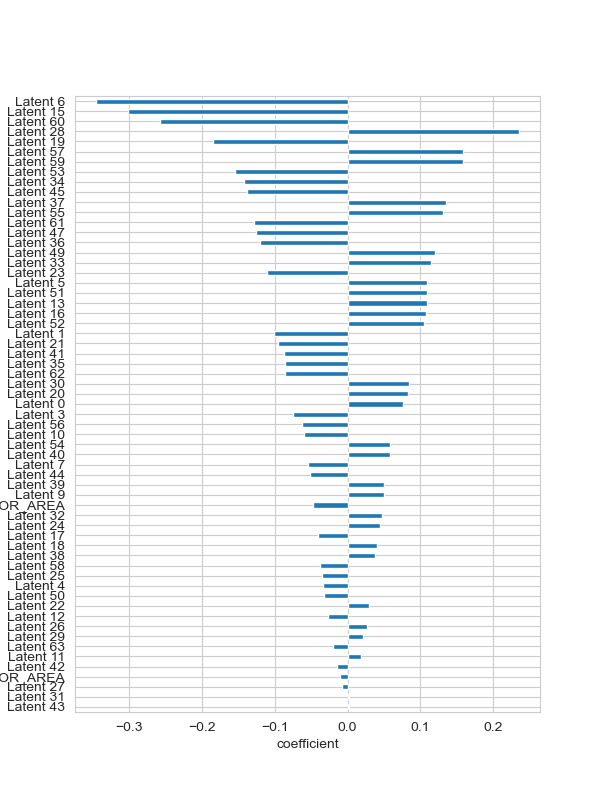 Latent 6
Latent 15
Latent 60
Latent 28
Latent 19
Latent 57
Latent 59
Latent 53
Latent 34
Latent 45
Latent 37
Latent 55
Latent 61
Latent 47
Latent 36
Latent 49
Latent 33
Latent 23
Latent 5
Latent 51
Latent 13
Latent 16
Latent 52
Latent 1
Latent 21
Latent 41
Latent 35
Latent 62
Latent 30
Latent 20
Latent 0
Latent 3
Latent 56
Latent 10
Latent 54
Latent 40
Latent 7
Latent 44
Latent 39
Latent 9
OR_AREA
Latent 32
Latent 24
Latent 17
Latent 18
Latent 38
Latent 58
Latent 25
Latent 4
Latent 50
Latent 22
Latent 12
Latent 26
Latent 29
Latent 63
Latent 11
Latent 42
OR_AREA
Latent 27
Latent 31
Latent 43
−0.3 −0.2 −0.1 0.0 0.1 0.2
coefficient